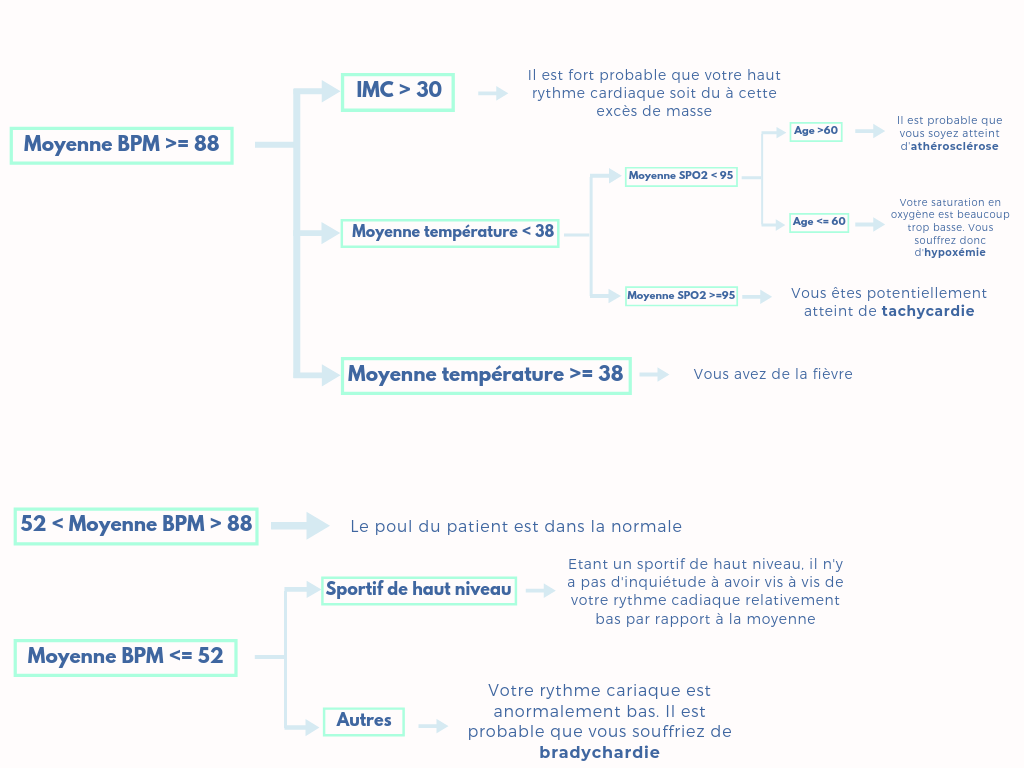 Moyenne BPM >= 88
IMC > 30
Il est fort probable que votre haut
rythme cardiaque soit du à cette
excès de masse
Moyenne température < 38
Moyenne SPO2 < 95
Age >60
Il est probable que
vous soyez atteint
d'athérosclérose
Age <= 60
Votre saturation en
oxygène est beaucoup
trop basse. Vous
souffrez donc
d'hypoxémie
Moyenne SPO2 >=95
Vous êtes potentiellement
atteint de tachycardie
Moyenne température >= 38
Vous avez de la fièvre
52 < Moyenne BPM > 88
Le poul du patient est dans la normale
Moyenne BPM <= 52
Sportif de haut niveau
Etant un sportif de haut niveau, il n'y
a pas d'inquiétude à avoir vis à vis de
votre rythme cadiaque relativement
bas par rapport à la moyenne
Autres
Votre rythme cariaque est
anormalement bas. Il est
probable que vous souffriez de
bradychardie